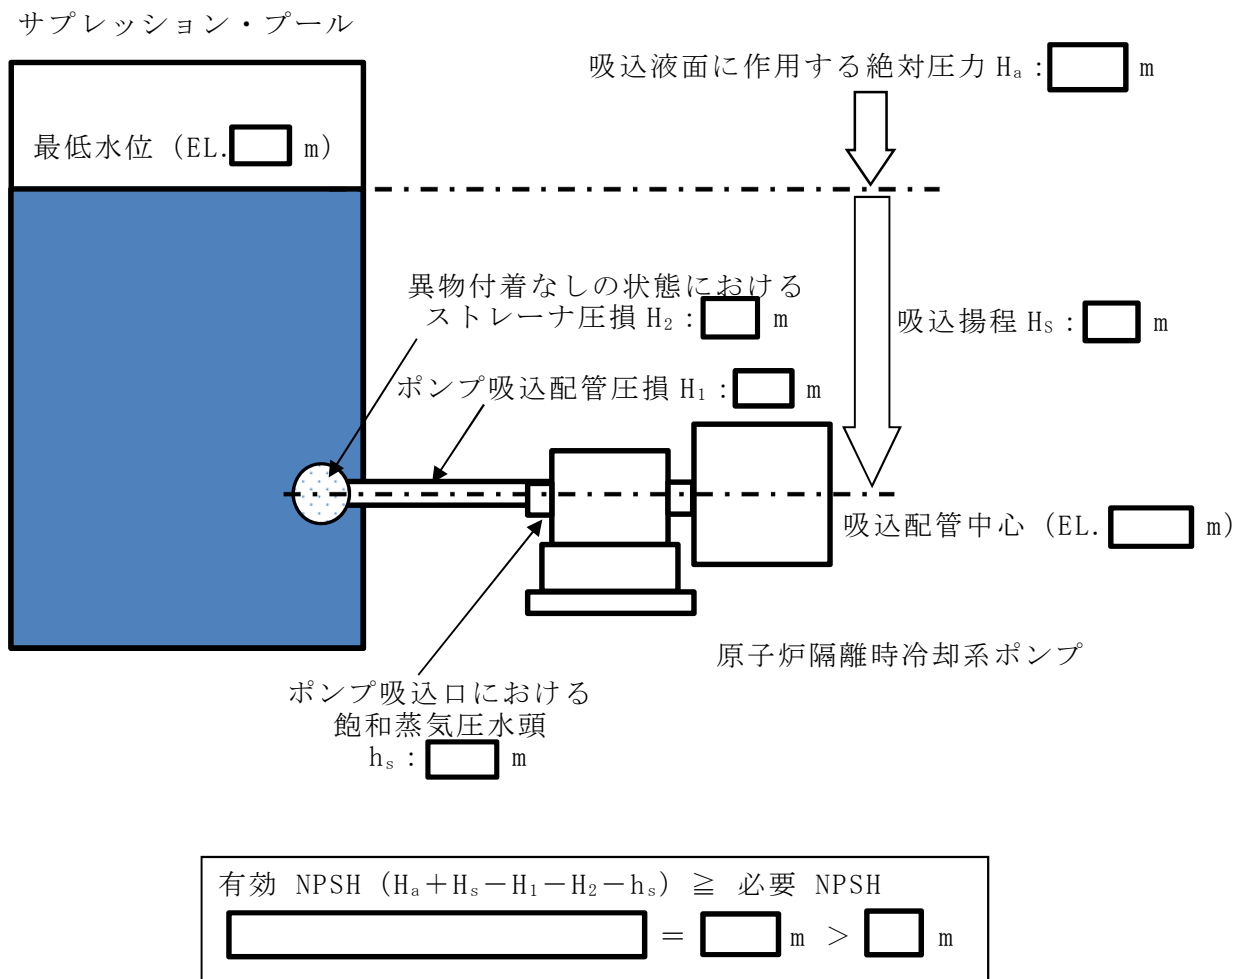 サプレッション・プール
吸込液面に作用する絶対圧力 Ha : m
最低水位 (EL. m)
異物付着なしの状態における
ストレーナ圧損 H2 : m
吸込揚程 HS : m
ポンプ吸込配管圧損 H1 : m
吸込配管中心 (EL. m)
原子炉隔離時冷却系ポンプ
ポンプ吸込口における
飽和蒸気圧水頭
hs : m
有効 NPSH (Ha+Hs-H1-H2-hs) ≧ 必要 NPSH
= m > m